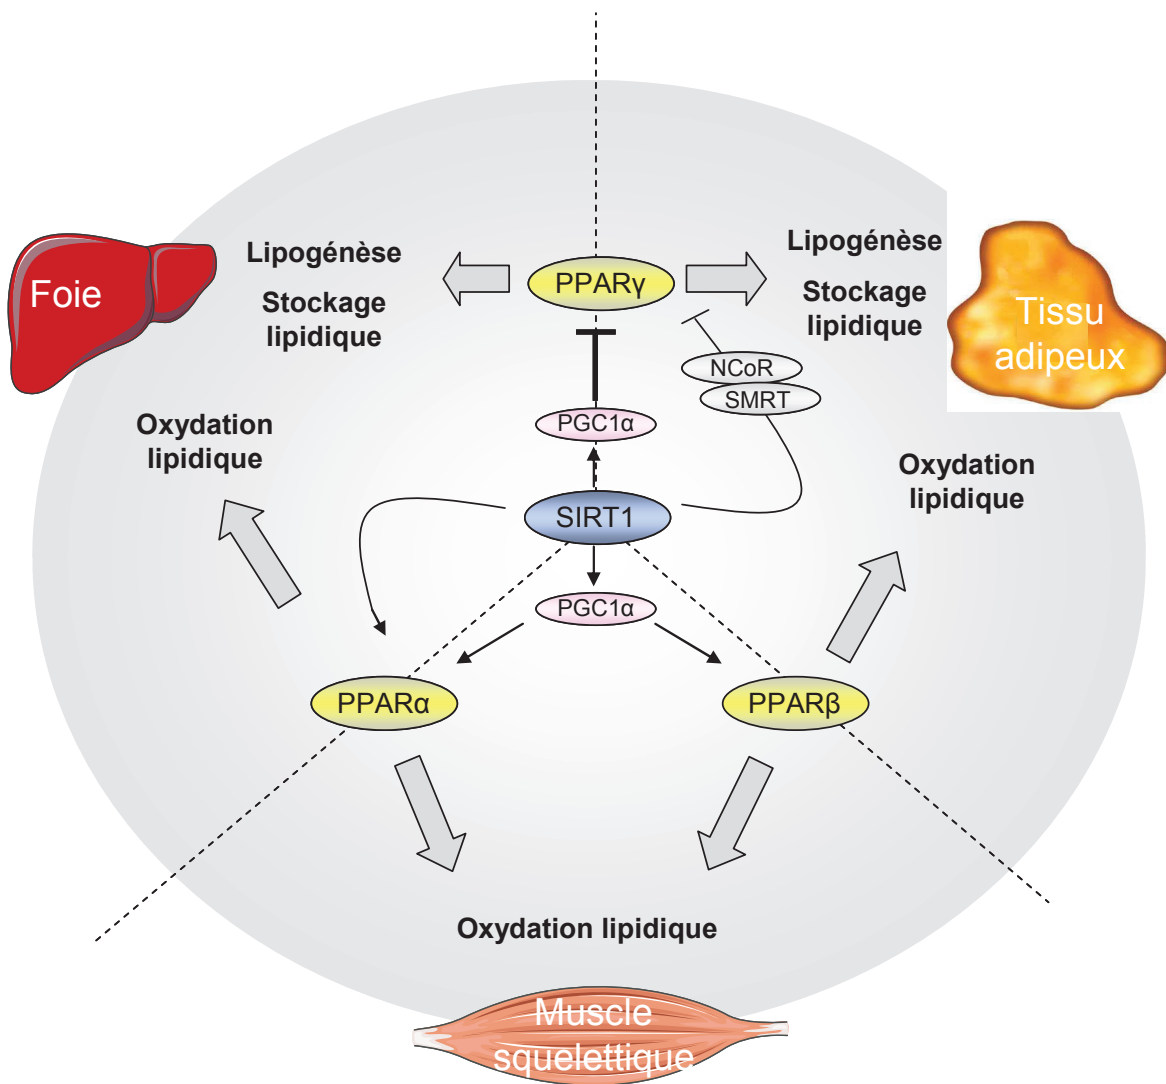 Lipogénèse
Stockage
lipidique
Foie
PPARγ
Lipogénèse
Stockage
lipidique
Tissu
adipeux
NCoR
SMRT
PGC1α
Oxydation
lipidique
Oxydation
lipidique
SIRT1
PGC1α
PPARα
PPARβ
Oxydation lipidique
Muscle
squelettique